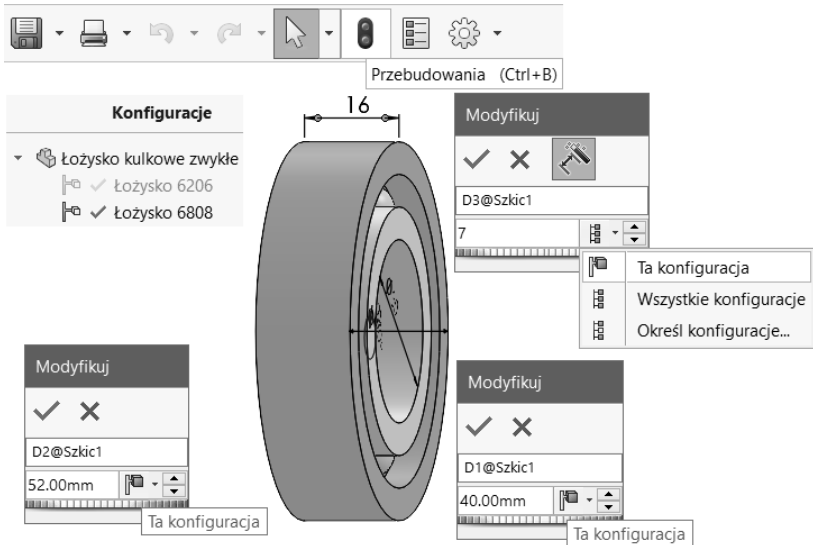 Przebudowania (Ctrl+B)
Konfiguracje
Łożysko kulkowe zwykłe
Łożysko 6206
Łożysko 6808
16
Modyfikuj
D3@Szkic1
7
Ta konfiguracja
Wszystkie konfiguracje
Określ konfiguracje...
Modyfikuj
D2@Szkic1
52.00mm
Ta konfiguracja
Modyfikuj
D1@Szkic1
40.00mm
Ta konfiguracja